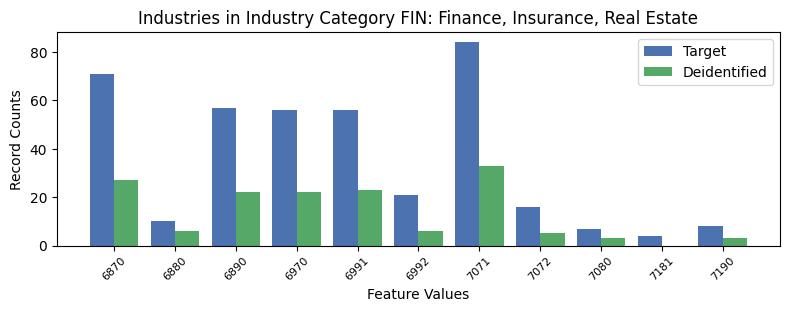 Industries in Industry Category FIN: Finance, Insurance, Real Estate
Target
Deidentified
Record Counts
80
60
40
20
0
6870 6880 6890 6970 6991 6992 7071 7072 7080 7181 7190
Feature Values